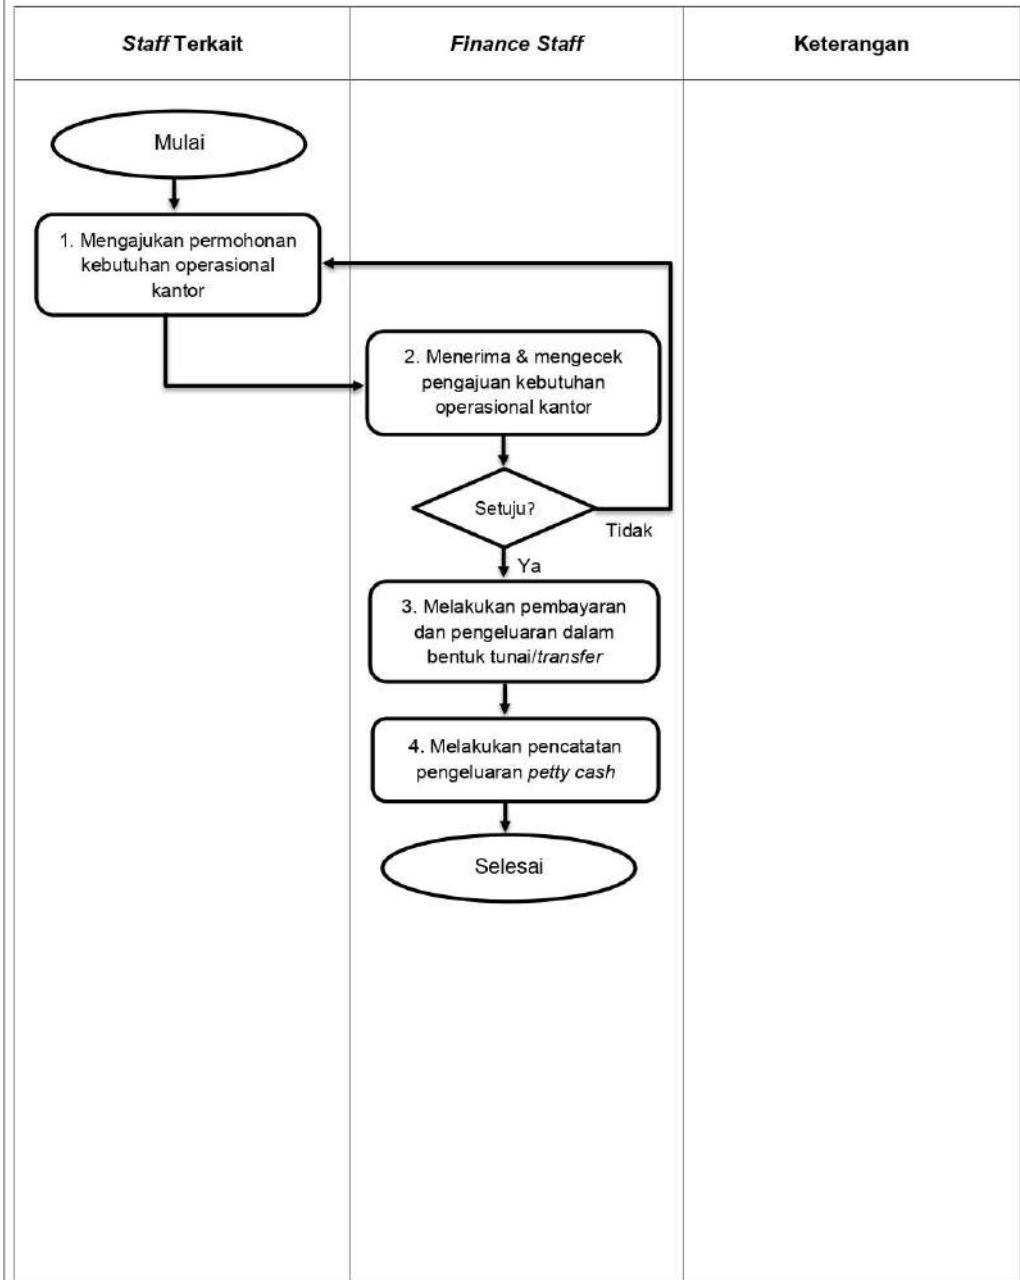 Staff Terkait
Finance Staff
Keterangan
Mulai
1. Mengajukan permohonan
kebutuhan operasional
kantor
2. Menerima & mengecek
pengajuan kebutuhan
operasional kantor
Setuju?
Tidak
Ya
3. Melakukan pembayaran
dan pengeluaran dalam
bentuk tunai/transfer
4. Melakukan pencatatan
pengeluaran petty cash
Selesai